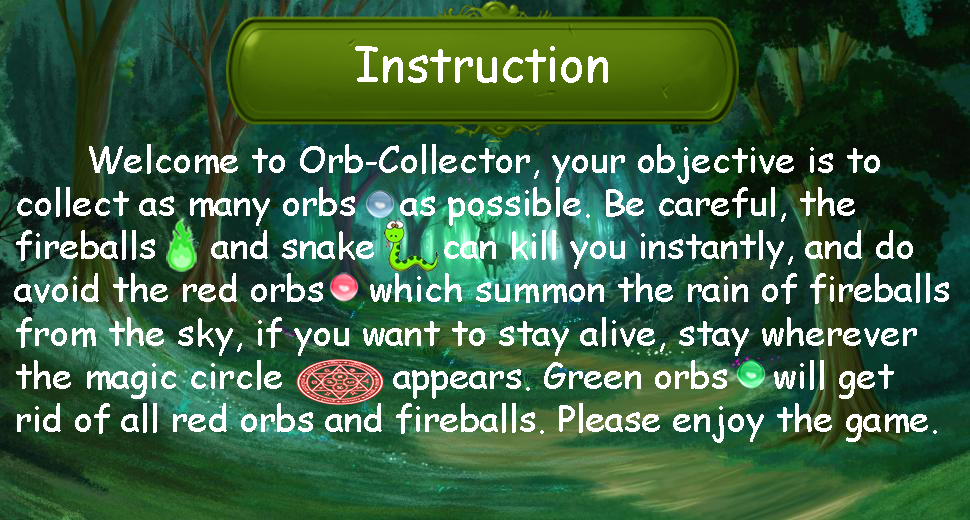 Instruction
Welcome to Orb-Collector, your objective is to
collect as many orbs as possible. Be careful, the
fireballs and snake can kill you instantly, and do
avoid the red orbs which summon the rain of fireballs
from the sky, if you want to stay alive, stay wherever
the magic circle appears. Green orbs will get
rid of all red orbs and fireballs. Please enjoy the game.